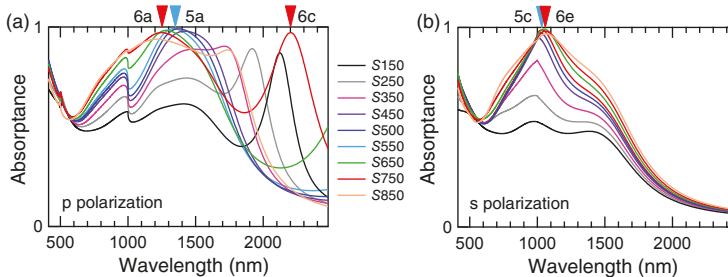 (a)
6a
5a
6c
1
Absorptance
1
p polarization
500
1000
1500
2000
Wavelength (nm)
S150
S250
S350
S450
S500
S550
S650
S750
S850
(b)
5c
6e
1
Absorptance
0
s polarization
500
1000
1500
2000
Wavelength (nm)